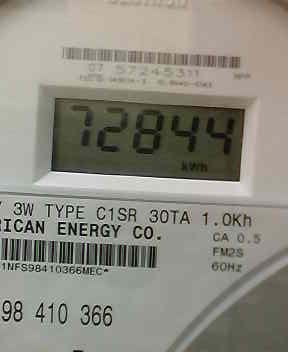 07 57245311
72844
kWh
3W TYPE C1SR 30TA 1.0Kh
RICAN ENERGY CO.
CA 0.5
FM2S
60Hz
1NFS98410366MEC*
98 410 366